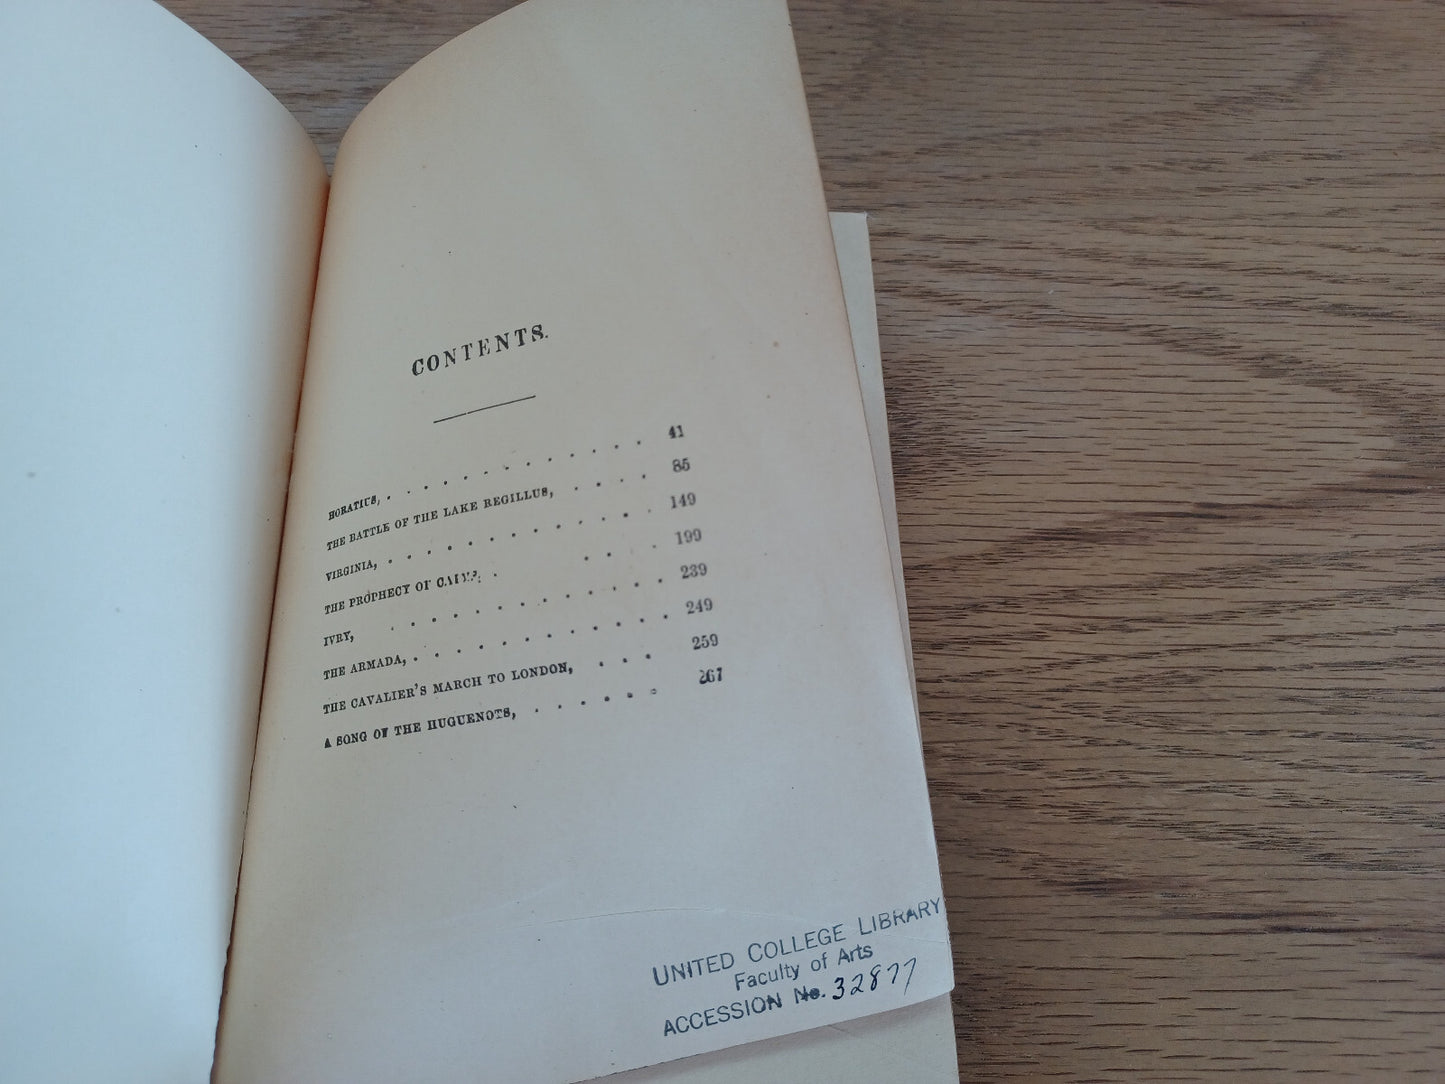 CONTENTS.
HORATIUS, . . . . . . . . . . . . 41
THE BATTLE OF THE LAKE REGILLUS, . . . . 85
VIRGINIA, . . . . . . . . . . . 149
THE PROPHECY OF CAPYS, . . . . 199
IVRY, . . . . . . . . . . . 239
THE ARMADA, . . . . . . . . . . 249
THE CAVALIER'S MARCH TO LONDON, . . . 259
A SONG OF THE HUGUENOTS, . . . . . . 267
UNITED COLLEGE LIBRARY
Faculty of Arts
ACCESSION No. 32877